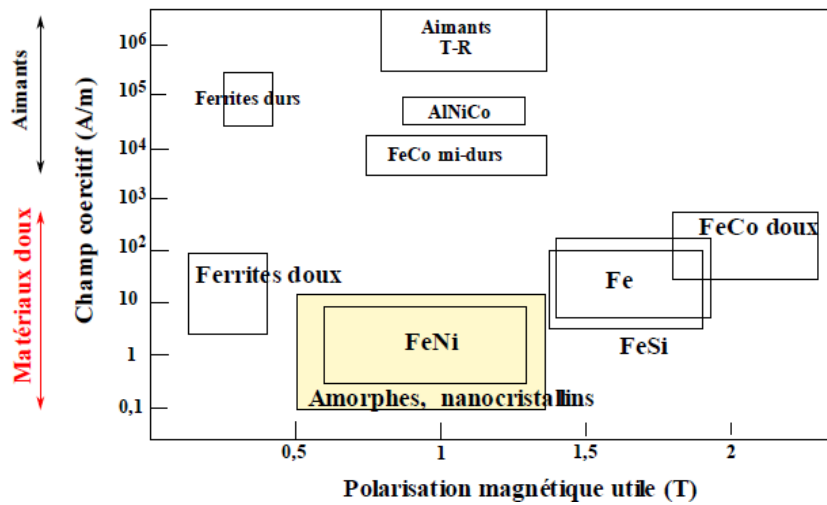 Aimants
Matériaux doux
Champ coercitif (A/m)
10⁶
10⁵
10⁴
10³
10²
10
1
0,1
Aimants
T-R
Ferrites durs
AlNiCo
FeCo mi-durs
FeCo doux
Ferrites doux
Fe
FeNi
FeSi
Amorphes, nanocristallins
0,5
1
1,5
2
Polarisation magnétique utile (T)